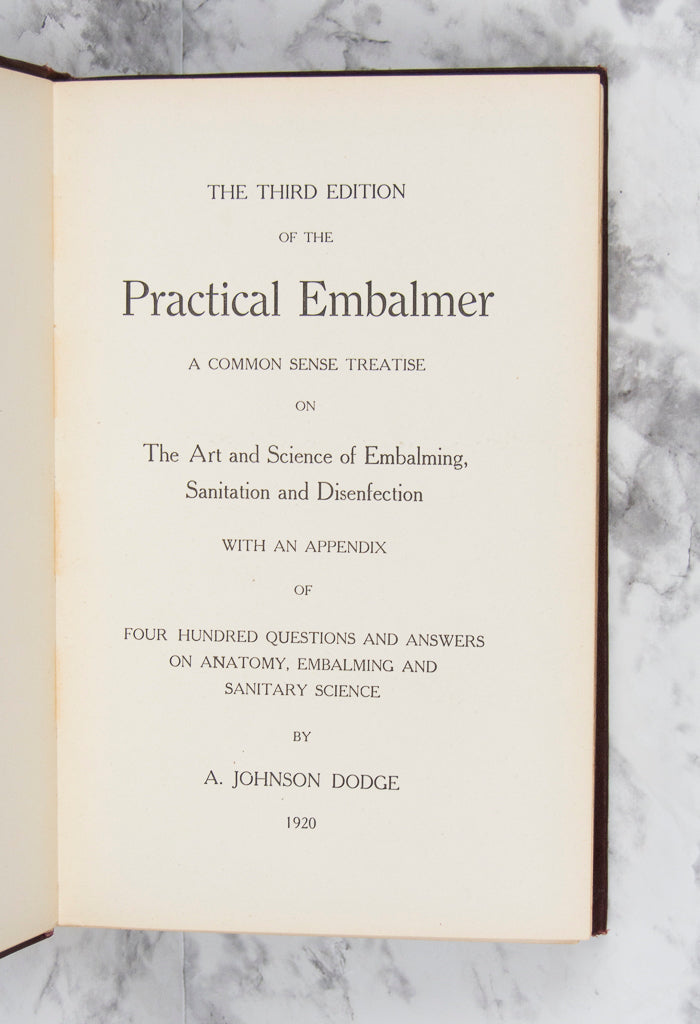 THE THIRD EDITION
OF THE
Practical Embalmer
A COMMON SENSE TREATISE
ON
The Art and Science of Embalming,
Sanitation and Disenfection
WITH AN APPENDIX
OF
FOUR HUNDRED QUESTIONS AND ANSWERS
ON ANATOMY, EMBALMING AND
SANITARY SCIENCE
BY
A. JOHNSON DODGE
1920